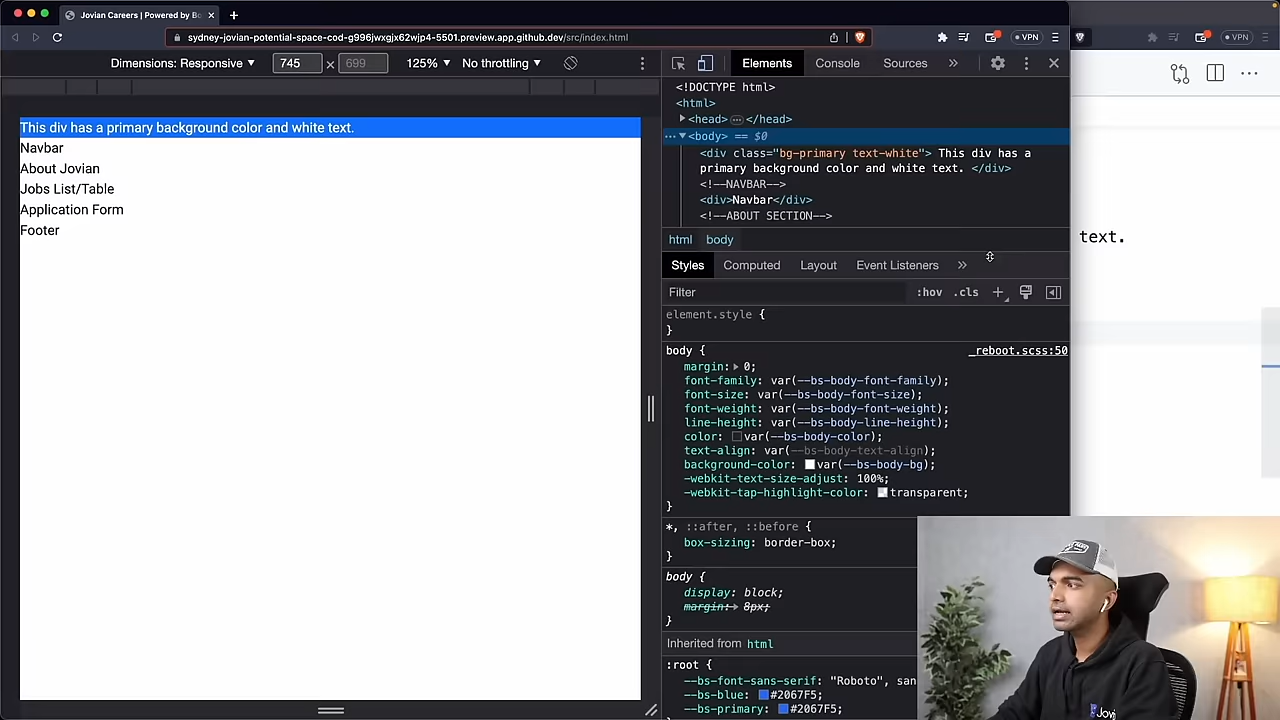 Jovian Careers | Powered by Bo
sydney-jovian-potential-space-cod-g996jwxgjx62wjp4-5501.preview.app.github.dev/src/index.html
VPN
VPN
Dimensions: Responsive 745 × 699 125% No throttling
Elements Console Sources »
This div has a primary background color and white text.
Navbar
About Jovian
Jobs List/Table
Application Form
Footer
<!DOCTYPE html>
<html>
<head> … </head>
… <body> == $0
<div class="bg-primary text-white"> This div has a
primary background color and white text. </div>
<!--NAVBAR-->
<div>Navbar</div>
<!--ABOUT SECTION-->
html body
Styles Computed Layout Event Listeners »
Filter :hov .cls +
element.style {
}
body { _reboot.scss:50
margin: 0;
font-family: var(--bs-body-font-family);
font-size: var(--bs-body-font-size);
font-weight: var(--bs-body-font-weight);
line-height: var(--bs-body-line-height);
color: var(--bs-body-color);
text-align: var(--bs-body-text-align);
background-color: var(--bs-body-bg);
-webkit-text-size-adjust: 100%;
-webkit-tap-highlight-color: transparent;
}
*, ::after, ::before {
box-sizing: border-box;
}
body {
display: block;
margin: 8px;
}
Inherited from html
:root {
--bs-font-sans-serif: "Roboto", san
--bs-blue: #2067F5;
--bs-primary: #2067F5;
text.
Jovi